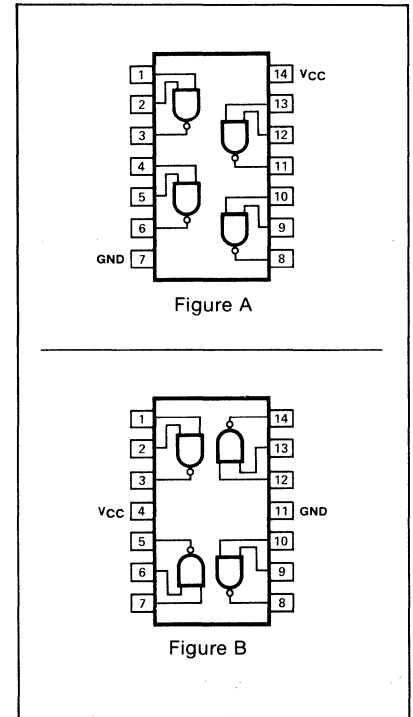 1 14 VCC
2 13
3 12
4 11
5 10
6 9
GND 7 8
Figure A
1 14
2 13
3 12
VCC 4 11 GND
5 10
6 9
7 8
Figure B